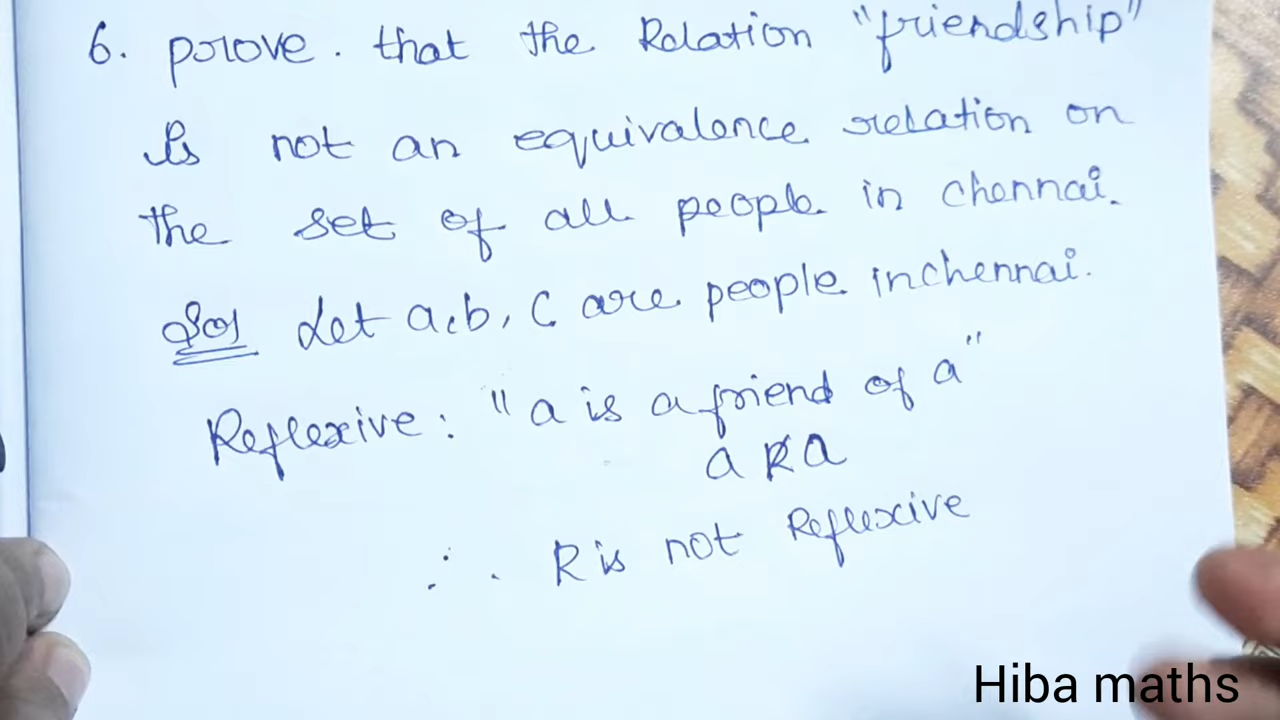 6. prove. that the Relation "friendship"
is not an equivalence relation on
the set of all people in chennai.
Sol Let a,b, c are people in chennai.
Reflexive: "a is a friend of a"
a R̸ a
∴ R is not Reflexive
Hiba maths